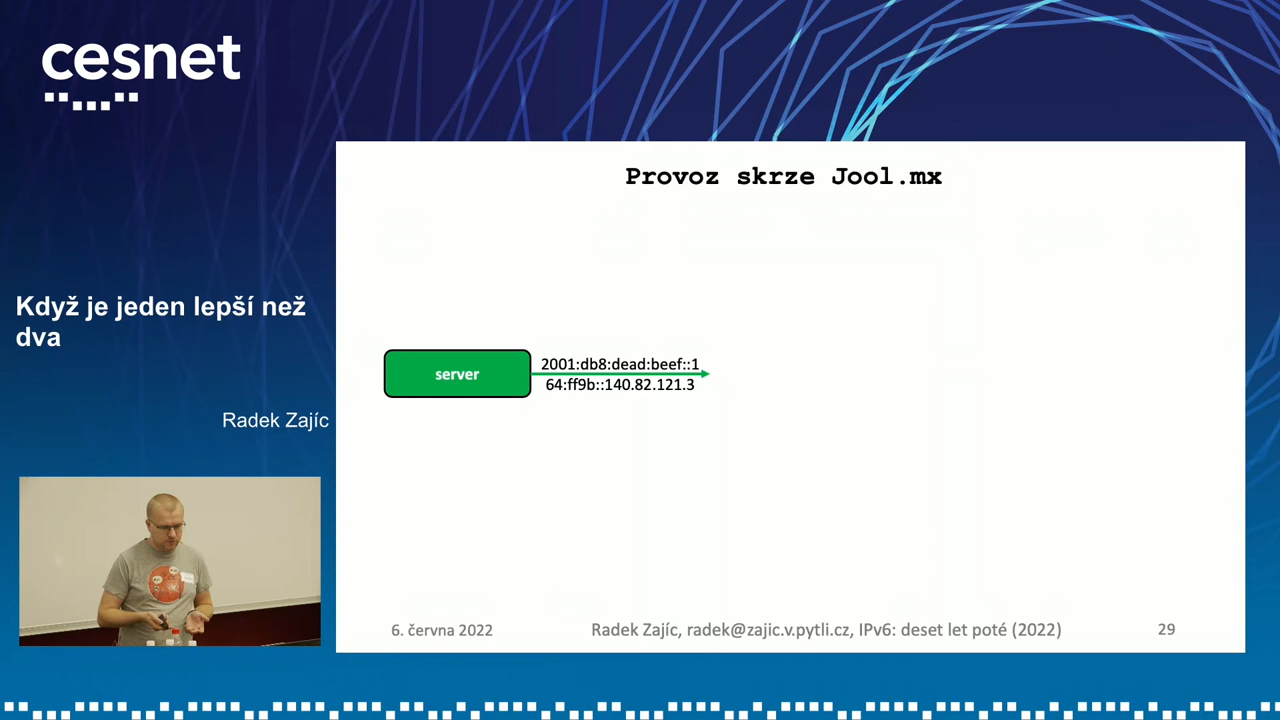 cesnet
Když je jeden lepší než
dva
Radek Zajíc
Provoz skrze Jool.mx
server
2001:db8:dead:beef::1
64:ff9b::140.82.121.3
6. června 2022
Radek Zajíc, radek@zajic.v.pytli.cz, IPv6: deset let poté (2022)
29